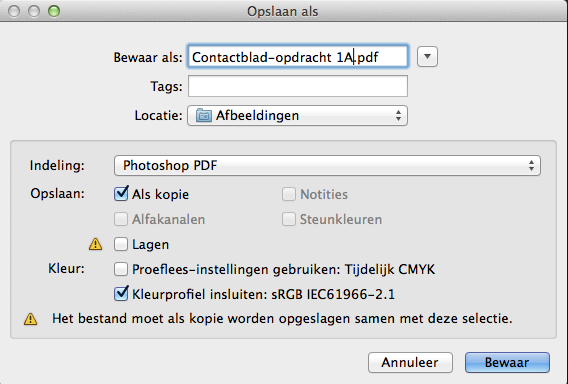 Opslaan als
Bewaar als: Contactblad-opdracht 1A.pdf
Tags:
Locatie: Afbeeldingen
Indeling: Photoshop PDF
Opslaan: Als kopie Notities
Alfakanalen Steunkleuren
Lagen
Kleur: Proeflees-instellingen gebruiken: Tijdelijk CMYK
Kleurprofiel insluiten: sRGB IEC61966-2.1
Het bestand moet als kopie worden opgeslagen samen met deze selectie.
Annuleer Bewaar